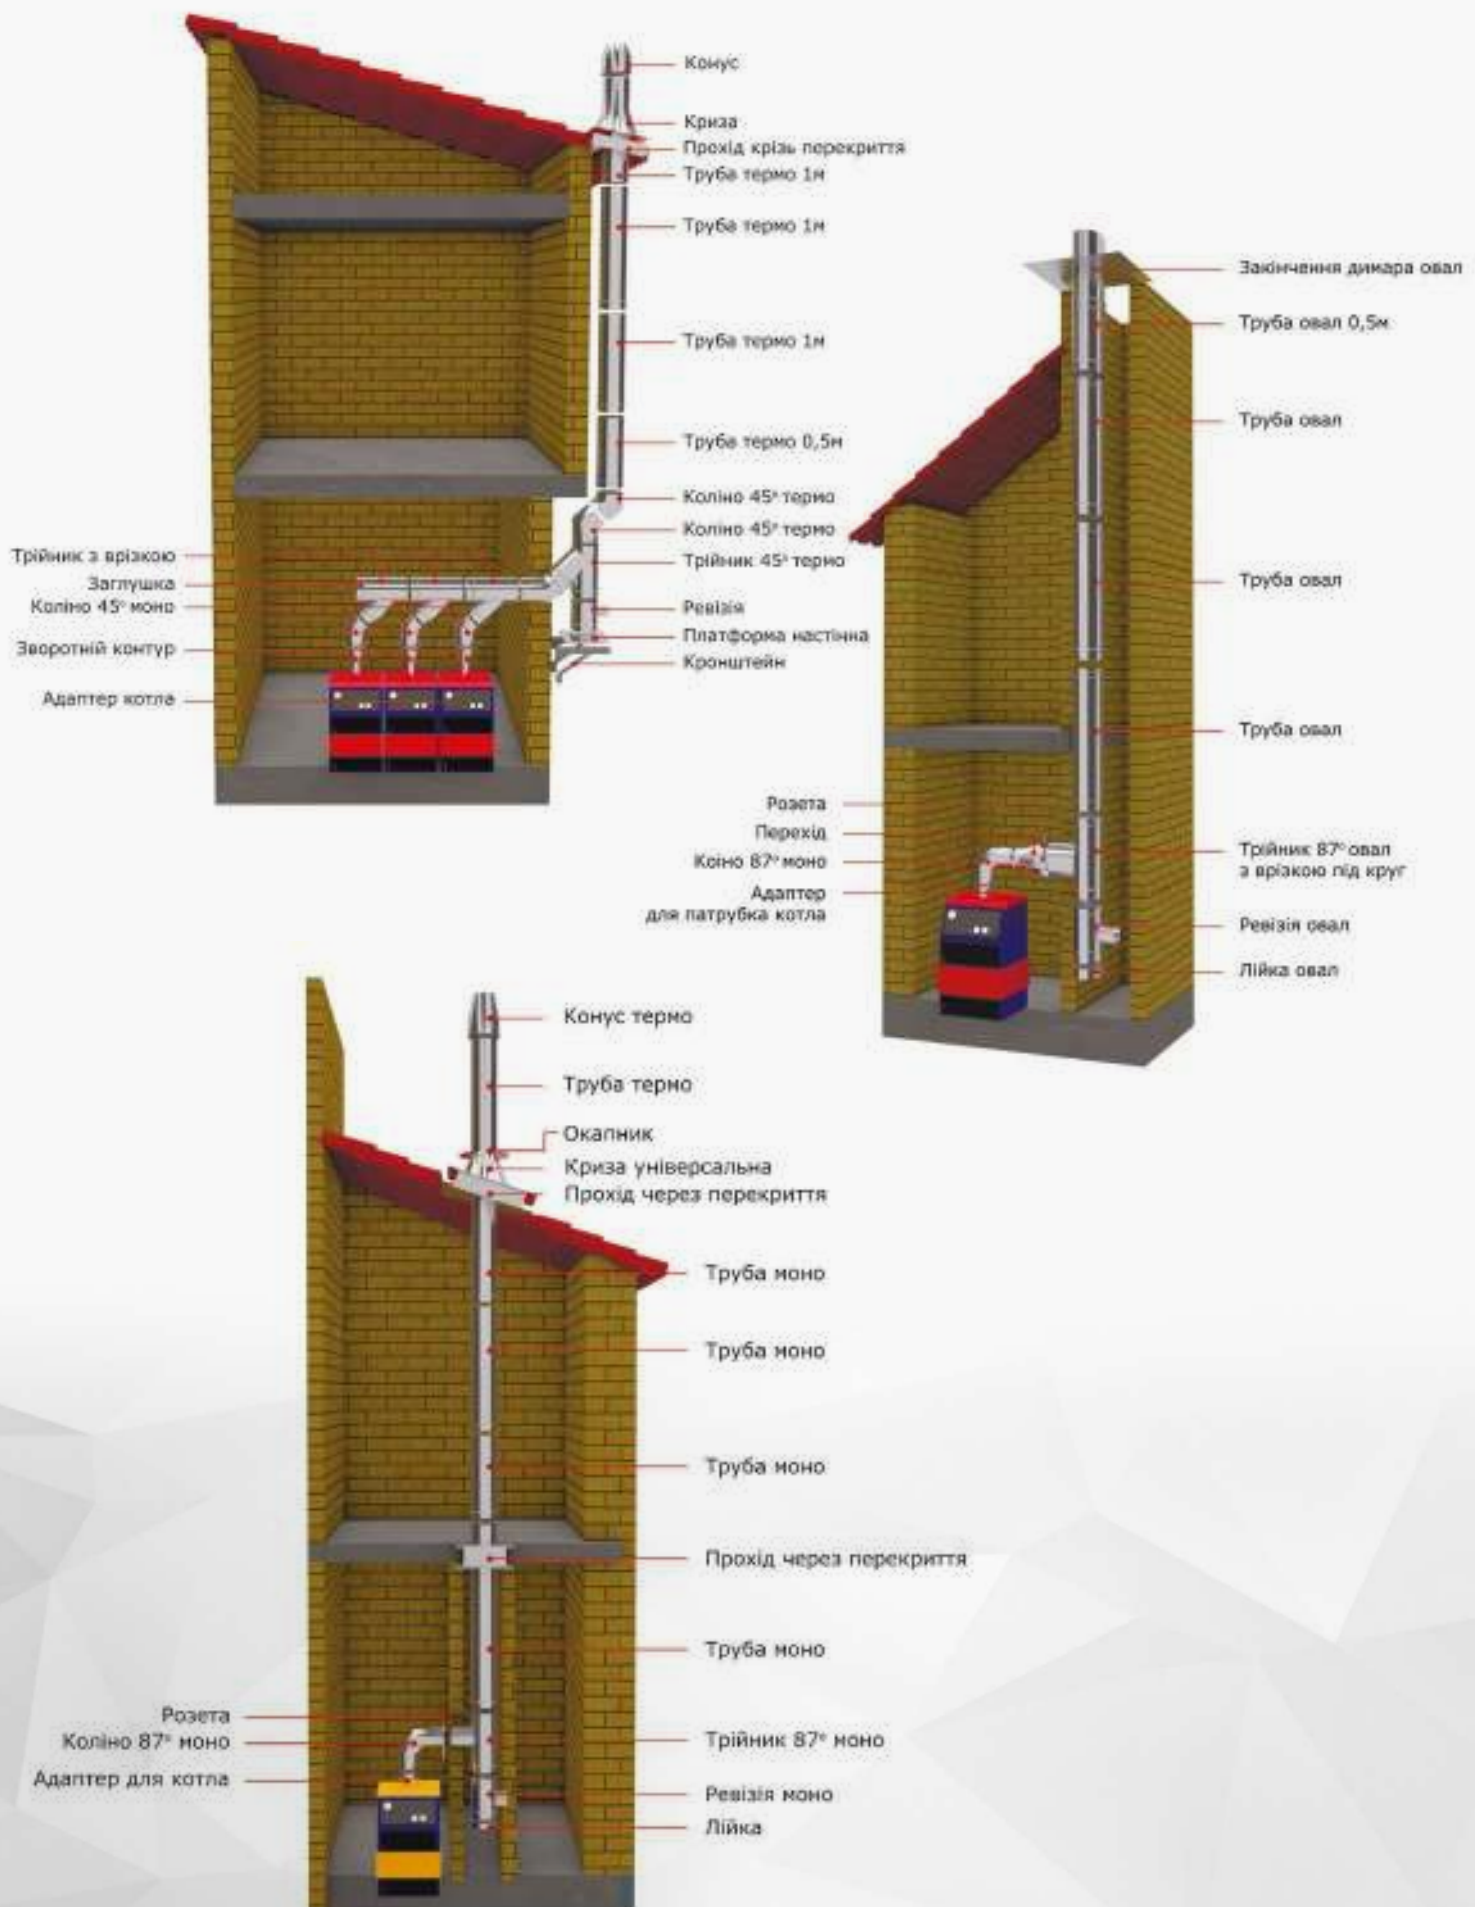 Конус
Криза
Прохід крізь перекриття
Труба термо 1м
Труба термо 1м
Труба термо 1м
Труба термо 0,5м
Коліно 45° термо
Коліно 45° термо
Трійник 45° термо
Ревізія
Платформа настінна
Кронштейн
Трійник з врізкою
Заглушка
Коліно 45° моно
Зворотній контур
Адаптер котла
Закінчення димара овал
Труба овал 0,5м
Труба овал
Труба овал
Труба овал
Трійник 87° овал
з врізкою під круг
Ревізія овал
Лійка овал
Розета
Перехід
Коіно 87° моно
Адаптер
для патрубка котла
Конус термо
Труба термо
Окапник
Криза універсальна
Прохід через перекриття
Труба моно
Труба моно
Труба моно
Прохід через перекриття
Труба моно
Трійник 87° моно
Ревізія моно
Лійка
Розета
Коліно 87° моно
Адаптер для котла